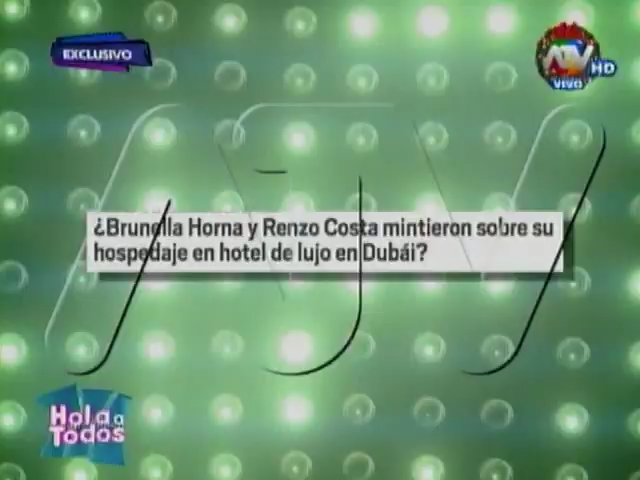 EXCLUSIVO
ATV HD
VIVO
¿Brunella Horna y Renzo Costa mintieron sobre su
hospedaje en hotel de lujo en Dubái?
Hola a
Todos